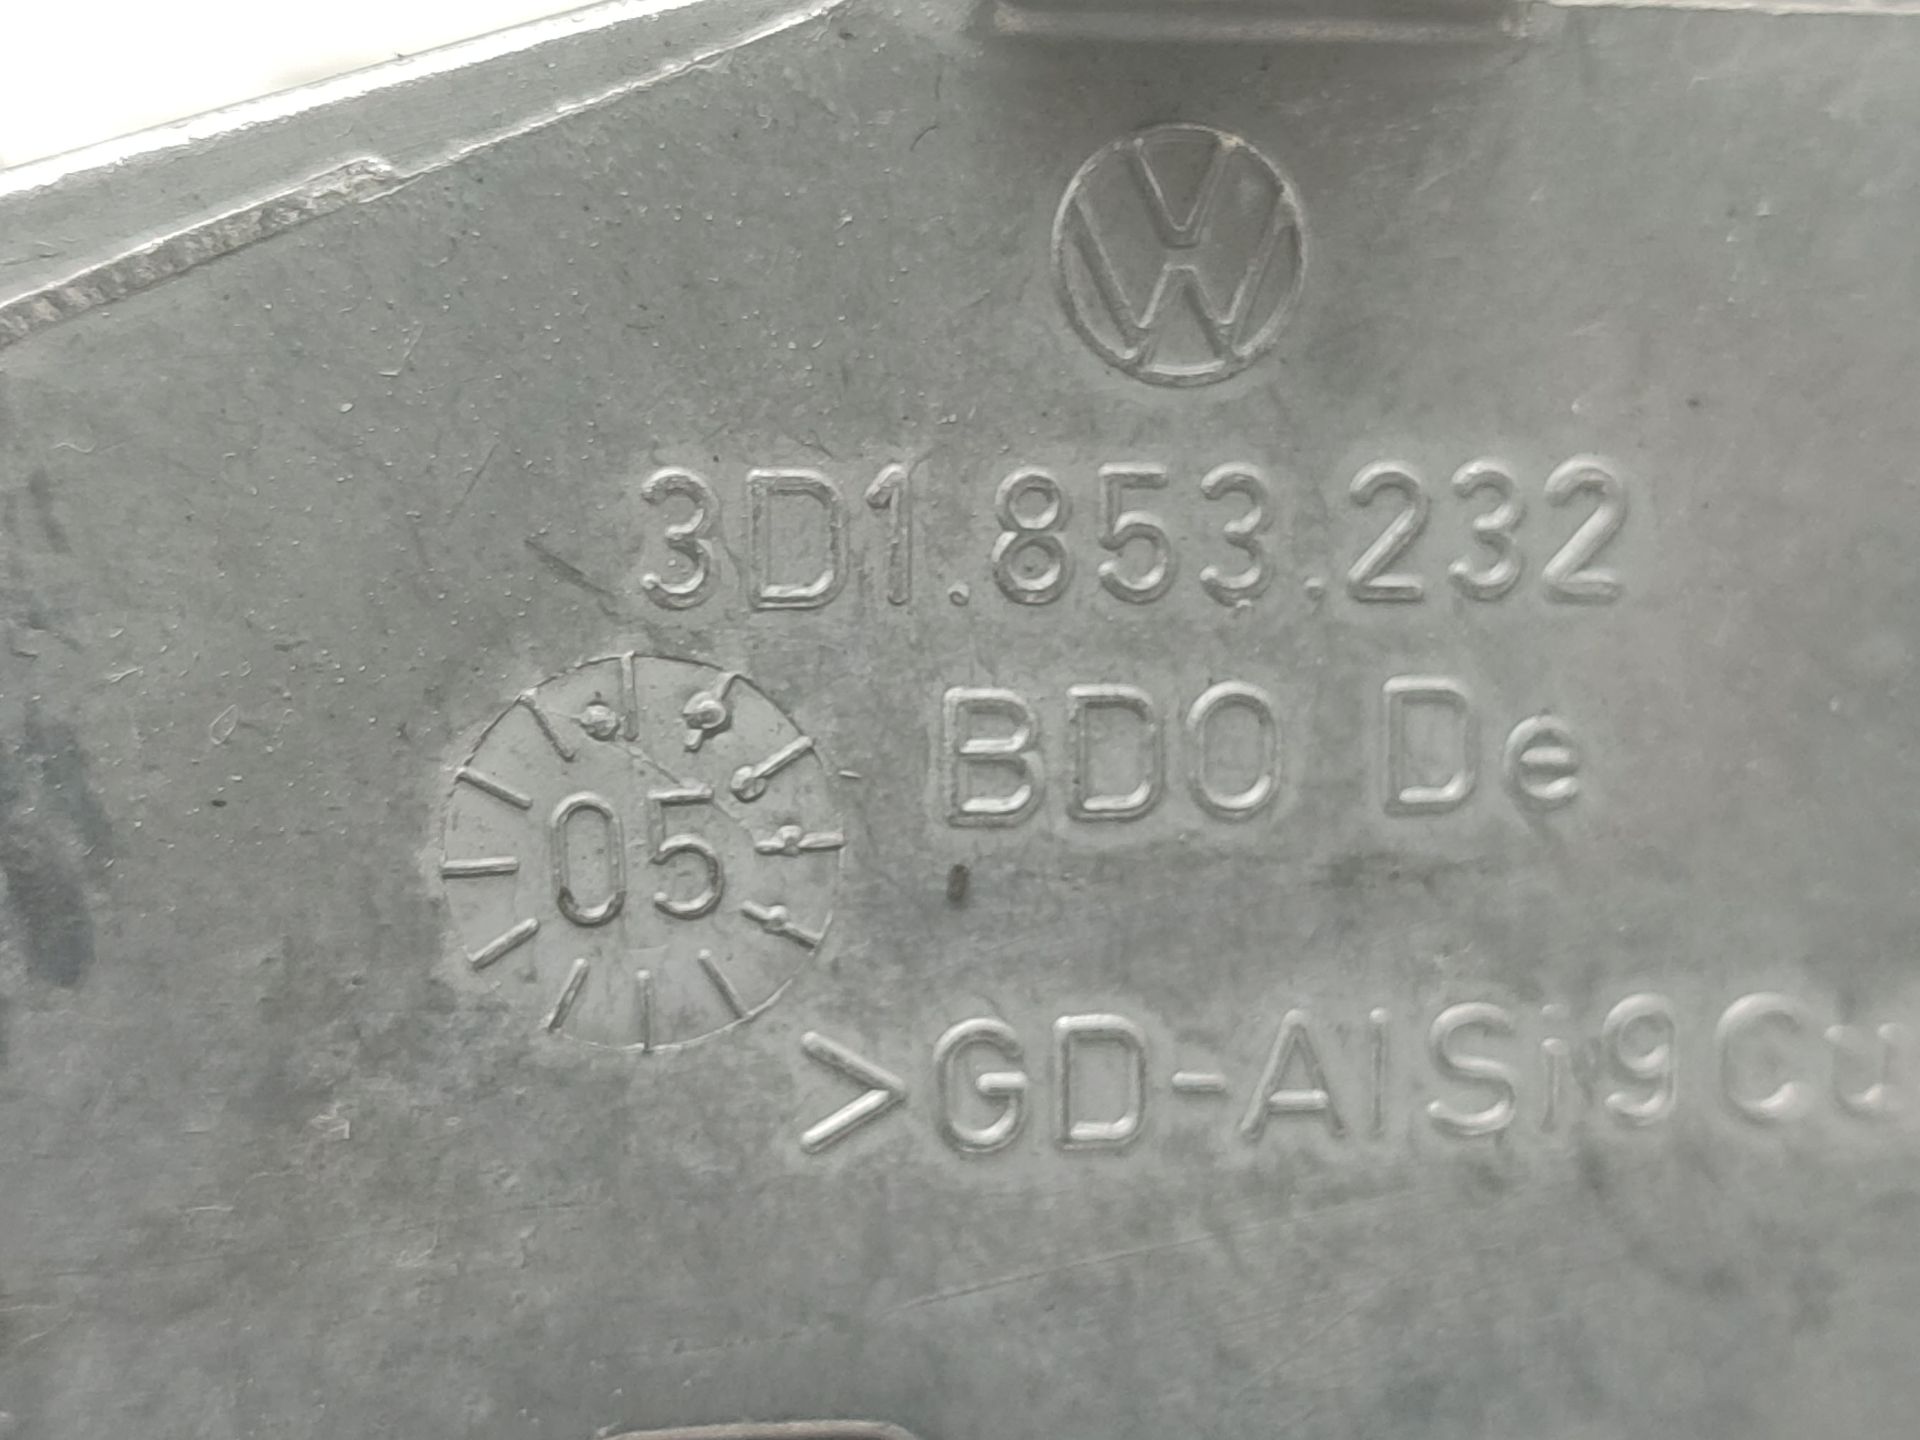 3D1.853.232
BDO De
05
>GD-AlSi9Cu